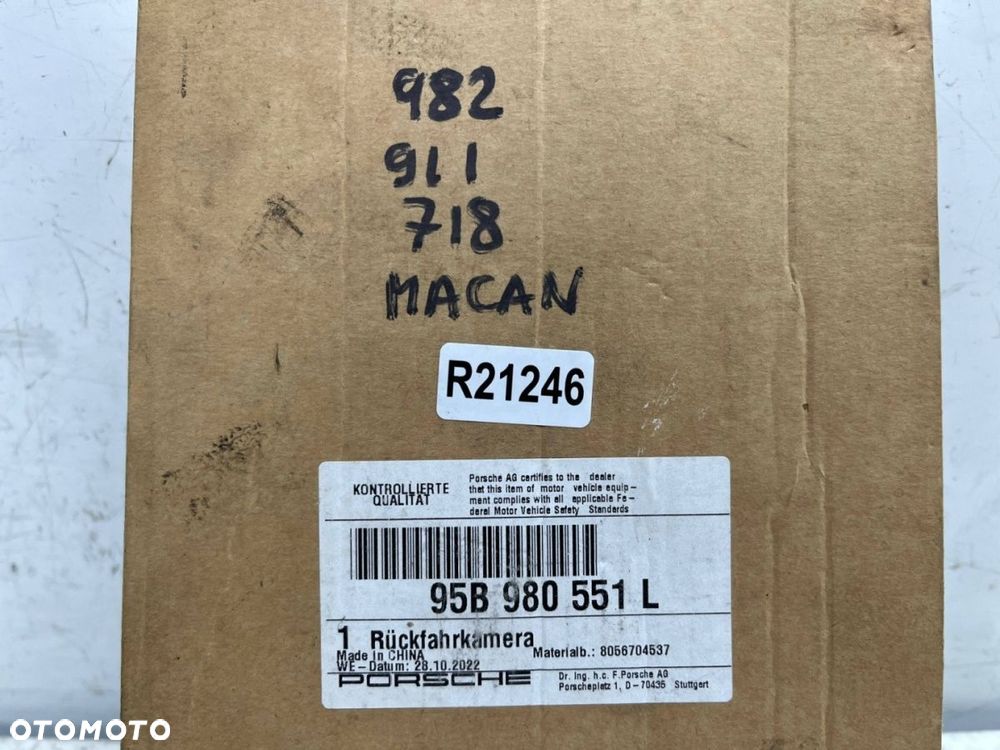 982
911
718
MACAN
R21246
KONTROLLIERTE
QUALITÄT
Porsche AG certifies to the dealer
that this item of motor vehicle equip-
ment complies with all applicable Fe-
deral Motor Vehicle Safety Standards
95B 980 551 L
1 Rückfahrkamera
Made in CHINA
Materialb.: 8056704537
WE-Datum: 28.10.2022
PORSCHE
Dr. Ing. h.c. F.Porsche AG
Porscheplatz 1, D-70435 Stuttgart
OTOMOTO